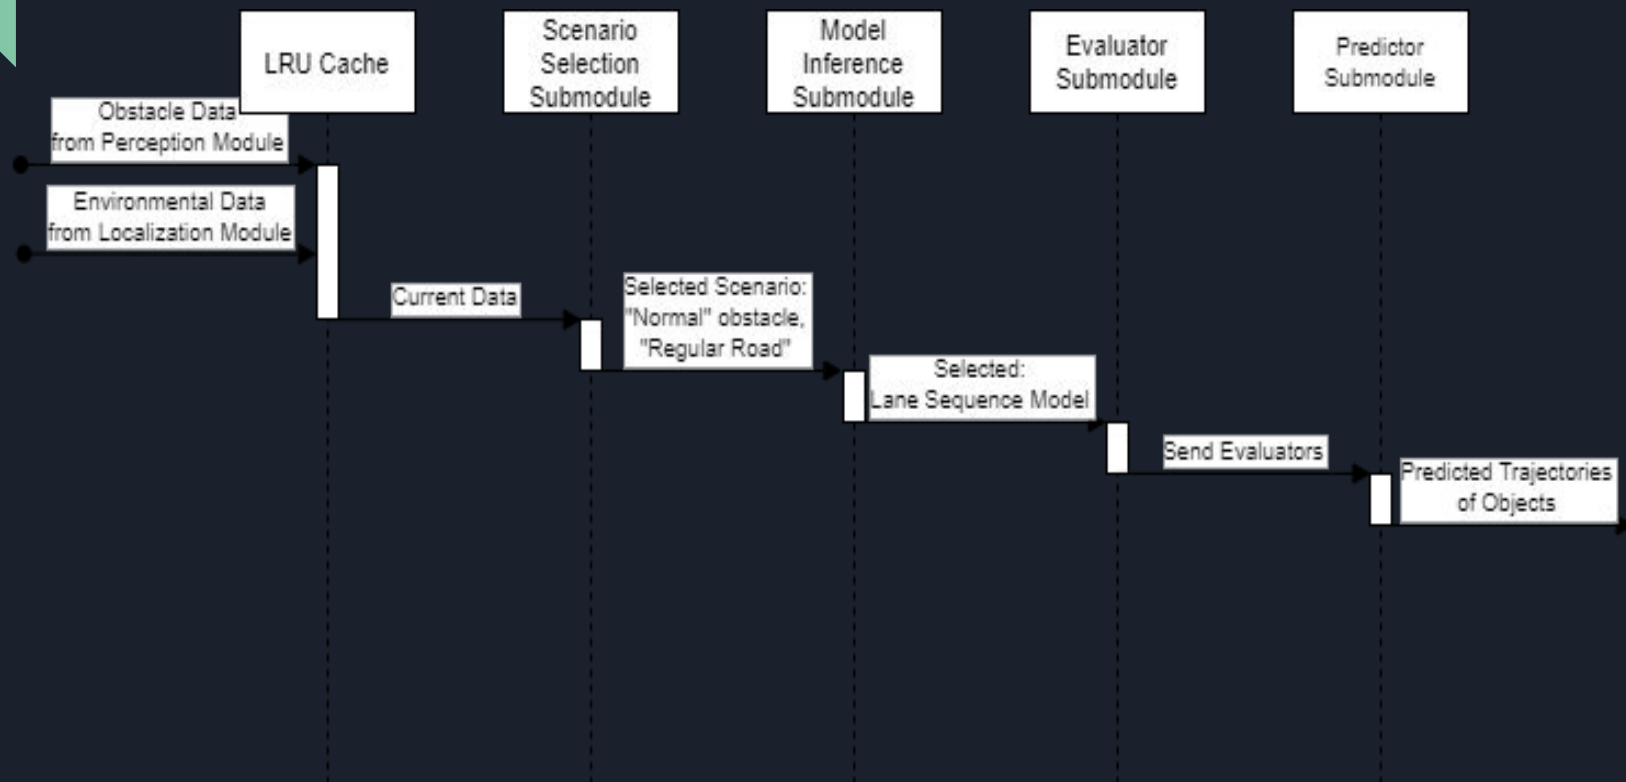 LRU Cache
Scenario
Selection
Submodule
Model
Inference
Submodule
Evaluator
Submodule
Predictor
Submodule
Obstacle Data
from Perception Module
Environmental Data
from Localization Module
Current Data
Selected Scenario:
"Normal" obstacle,
"Regular Road"
Selected:
Lane Sequence Model
Send Evaluators
Predicted Trajectories
of Objects